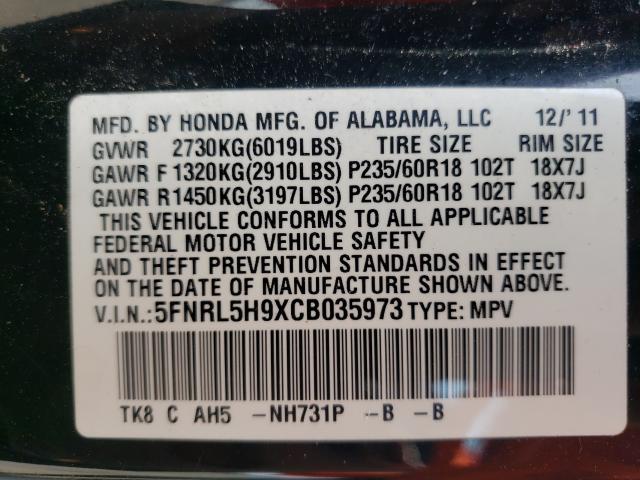 MFD. BY HONDA MFG. OF ALABAMA, LLC 12/'11
GVWR 2730KG(6019LBS) TIRE SIZE RIM SIZE
GAWR F 1320KG(2910LBS) P235/60R18 102T 18X7J
GAWR R1450KG(3197LBS) P235/60R18 102T 18X7J
THIS VEHICLE CONFORMS TO ALL APPLICABLE
FEDERAL MOTOR VEHICLE SAFETY
AND THEFT PREVENTION STANDARDS IN EFFECT
ON THE DATE OF MANUFACTURE SHOWN ABOVE.
V.I.N.:5FNRL5H9XCB035973 TYPE: MPV
TK8 C AH5 -NH731P --B -B